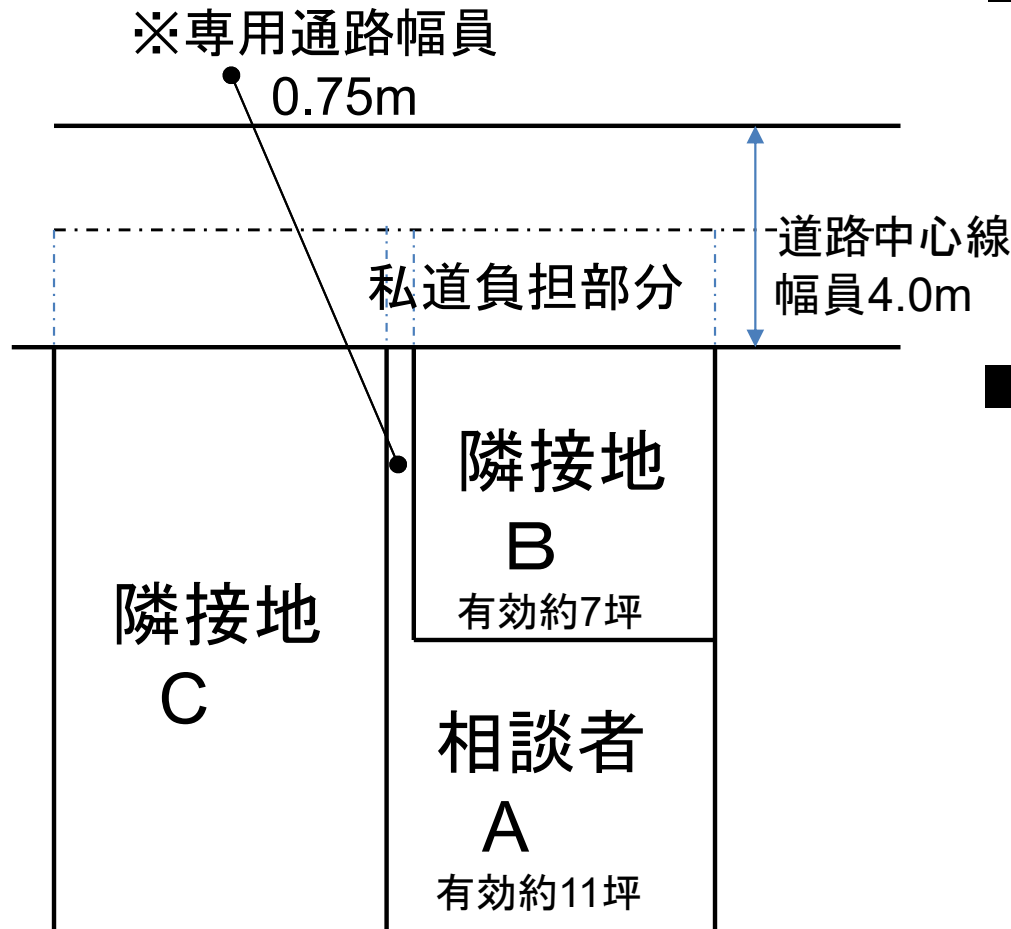 ※専用通路幅員
0.75m
道路中心線
幅員4.0m
私道負担部分
隣接地
B
有効約7坪
隣接地
C
相談者
A
有効約11坪